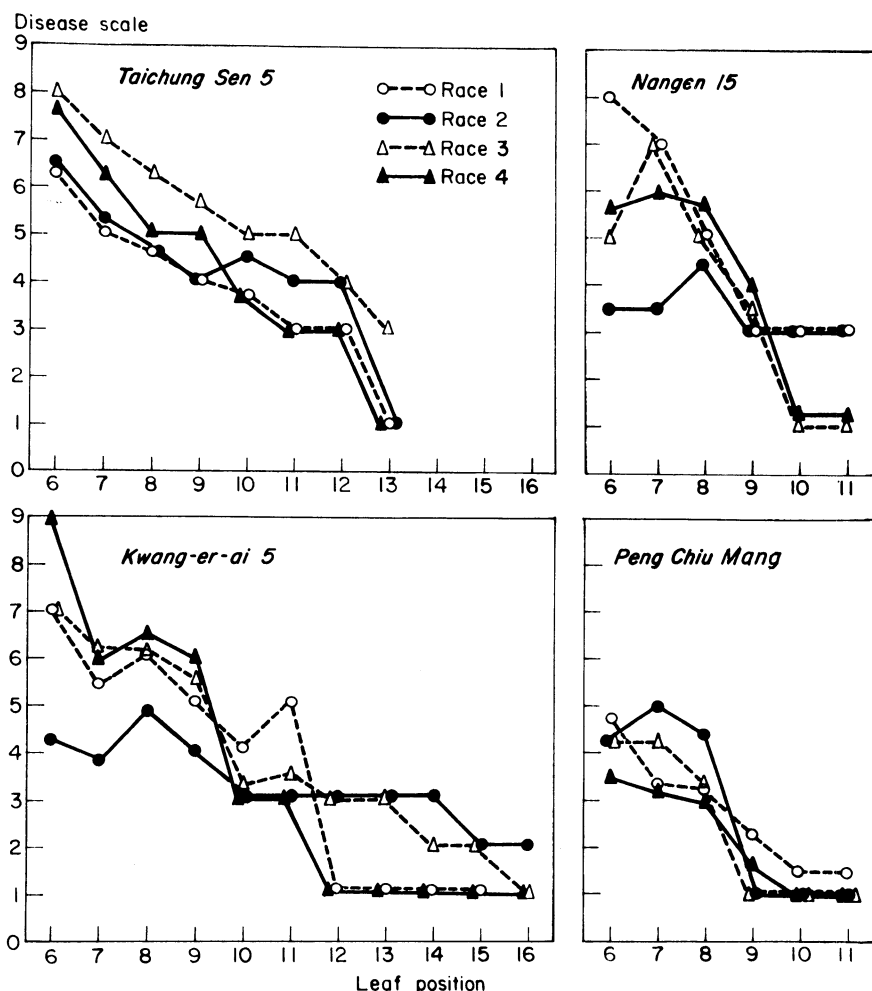 Disease scale
9
8
7
6
5
4
3
2
1
0
Taichung Sen 5
Race 1
Race 2
Race 3
Race 4
6 7 8 9 10 11 12 13 14 15 16
Nangen 15
6 7 8 9 10 11
9
8
7
6
5
4
3
2
1
0
Kwang-er-ai 5
6 7 8 9 10 11 12 13 14 15 16
Peng Chiu Mang
6 7 8 9 10 11
Leaf position